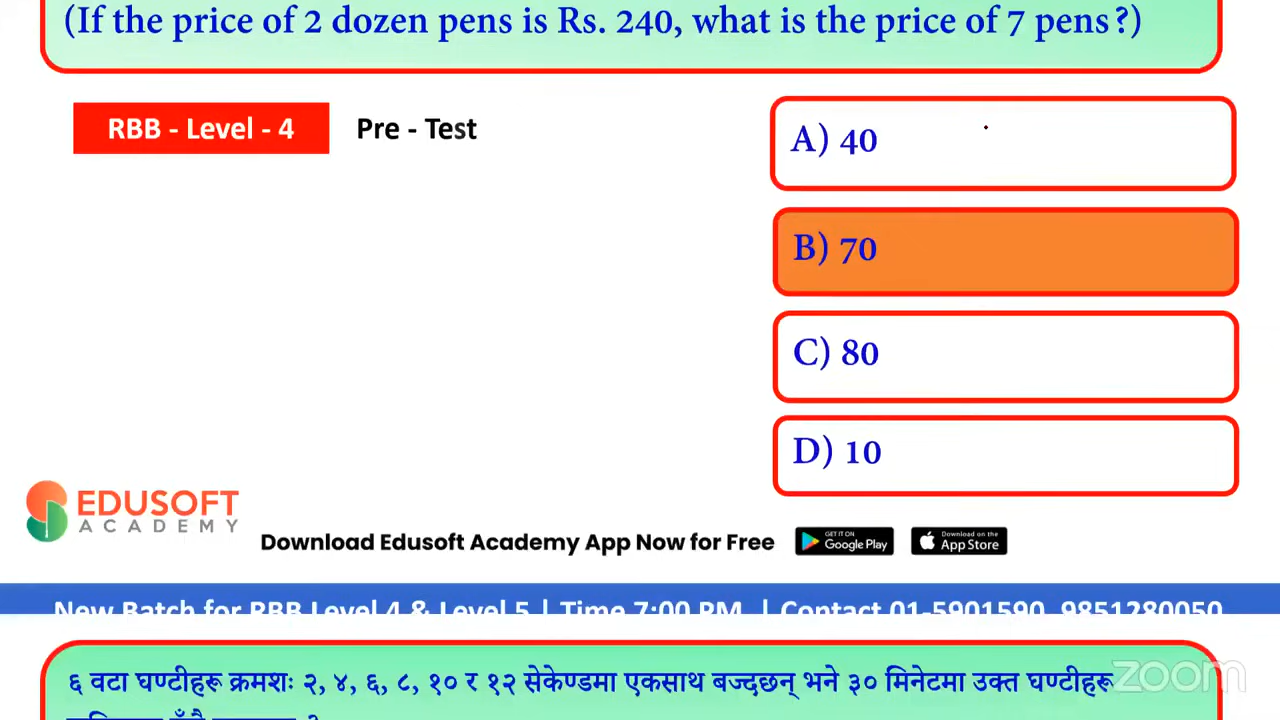 (If the price of 2 dozen pens is Rs. 240, what is the price of 7 pens?)
RBB - Level - 4
Pre - Test
A) 40
B) 70
C) 80
D) 10
EDUSOFT
ACADEMY
Download Edusoft Academy App Now for Free
GET IT ON
Google Play
Download on the
App Store
New Batch for RBB Level 4 & Level 5 | Time 7:00 PM | Contact 01-5901590, 9851280050
६ वटा घण्टीहरू क्रमशः २, ४, ६, ८, १० र १२ सेकेण्डमा एकसाथ बज्दछन् भने ३० मिनेटमा उक्त घण्टीहरू
zoom